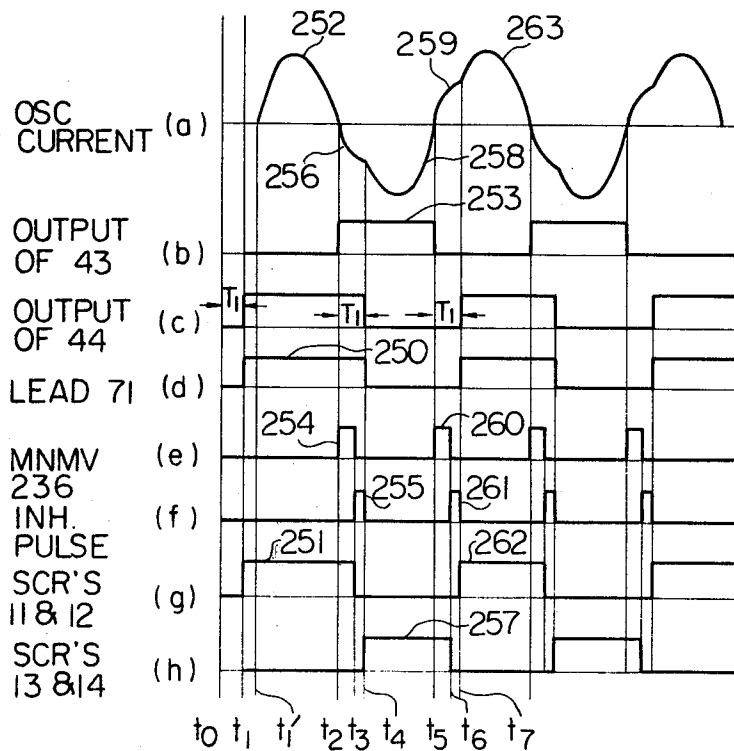 252
259
263
OSC
CURRENT
(a)
256
258
253
OUTPUT
OF 43
(b)
OUTPUT
OF 44
(c)
T₁
T₁
T₁
250
LEAD 71
(d)
254
260
MNMV
236
(e)
INH.
PULSE
(f)
255
261
251
262
SCR'S
11 & 12
(g)
257
SCR'S
13 & 14
(h)
t₀ t₁ t₁′ t₂ t₃ t₄ t₅ t₆ t₇